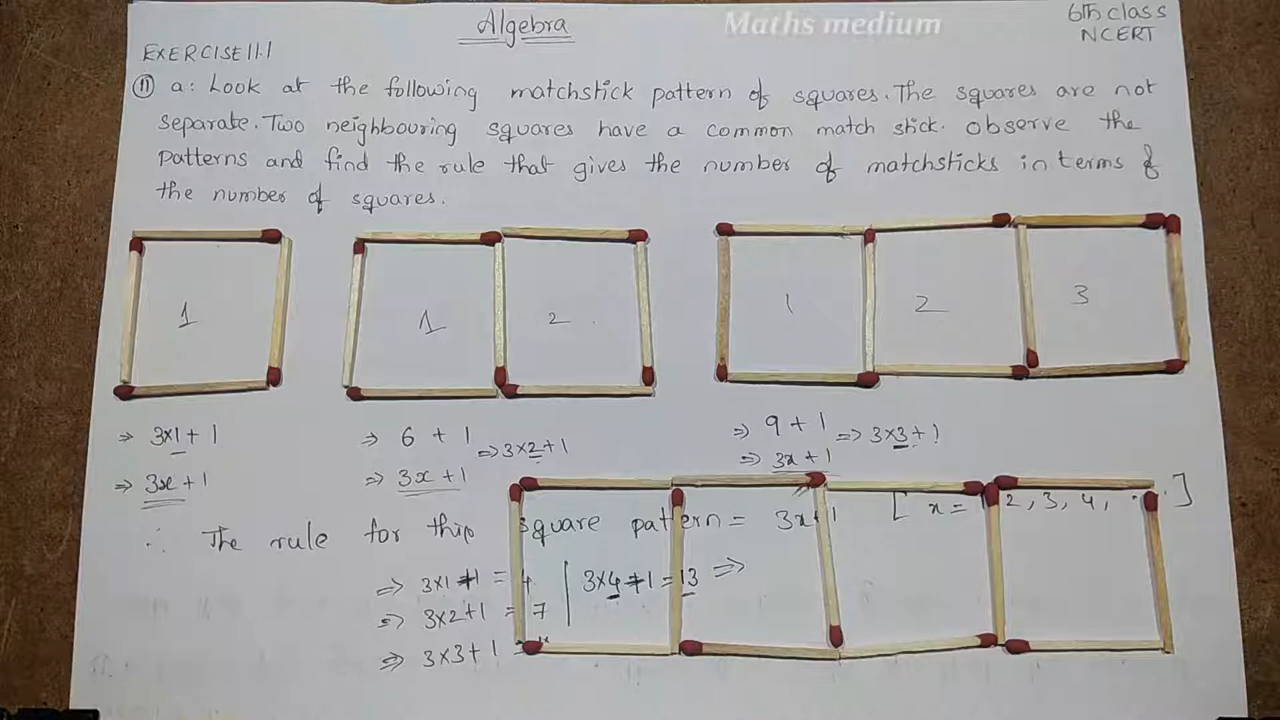 Algebra
Maths medium
6Th class
NCERT
EXERCISE 11.1
11 a: Look at the following matchstick pattern of squares. The squares are not
separate. Two neighbouring squares have a common match stick. Observe the
patterns and find the rule that gives the number of matchsticks in terms of
the number of squares.
1
1 2
1 2 3
⇒ 3×1+1
⇒ 3x+1
⇒ 6 + 1 ⇒ 3×2+1
⇒ 3x+1
⇒ 9+1 ⇒ 3×3+1
⇒ 3x+1
∴ The rule for this square pattern = 3x+1 [x= 2, 3, 4, ...]
⇒ 3×1+1 = 4
⇒ 3×2+1 = 7
⇒ 3×3+1 =
3×4+1=13 ⇒